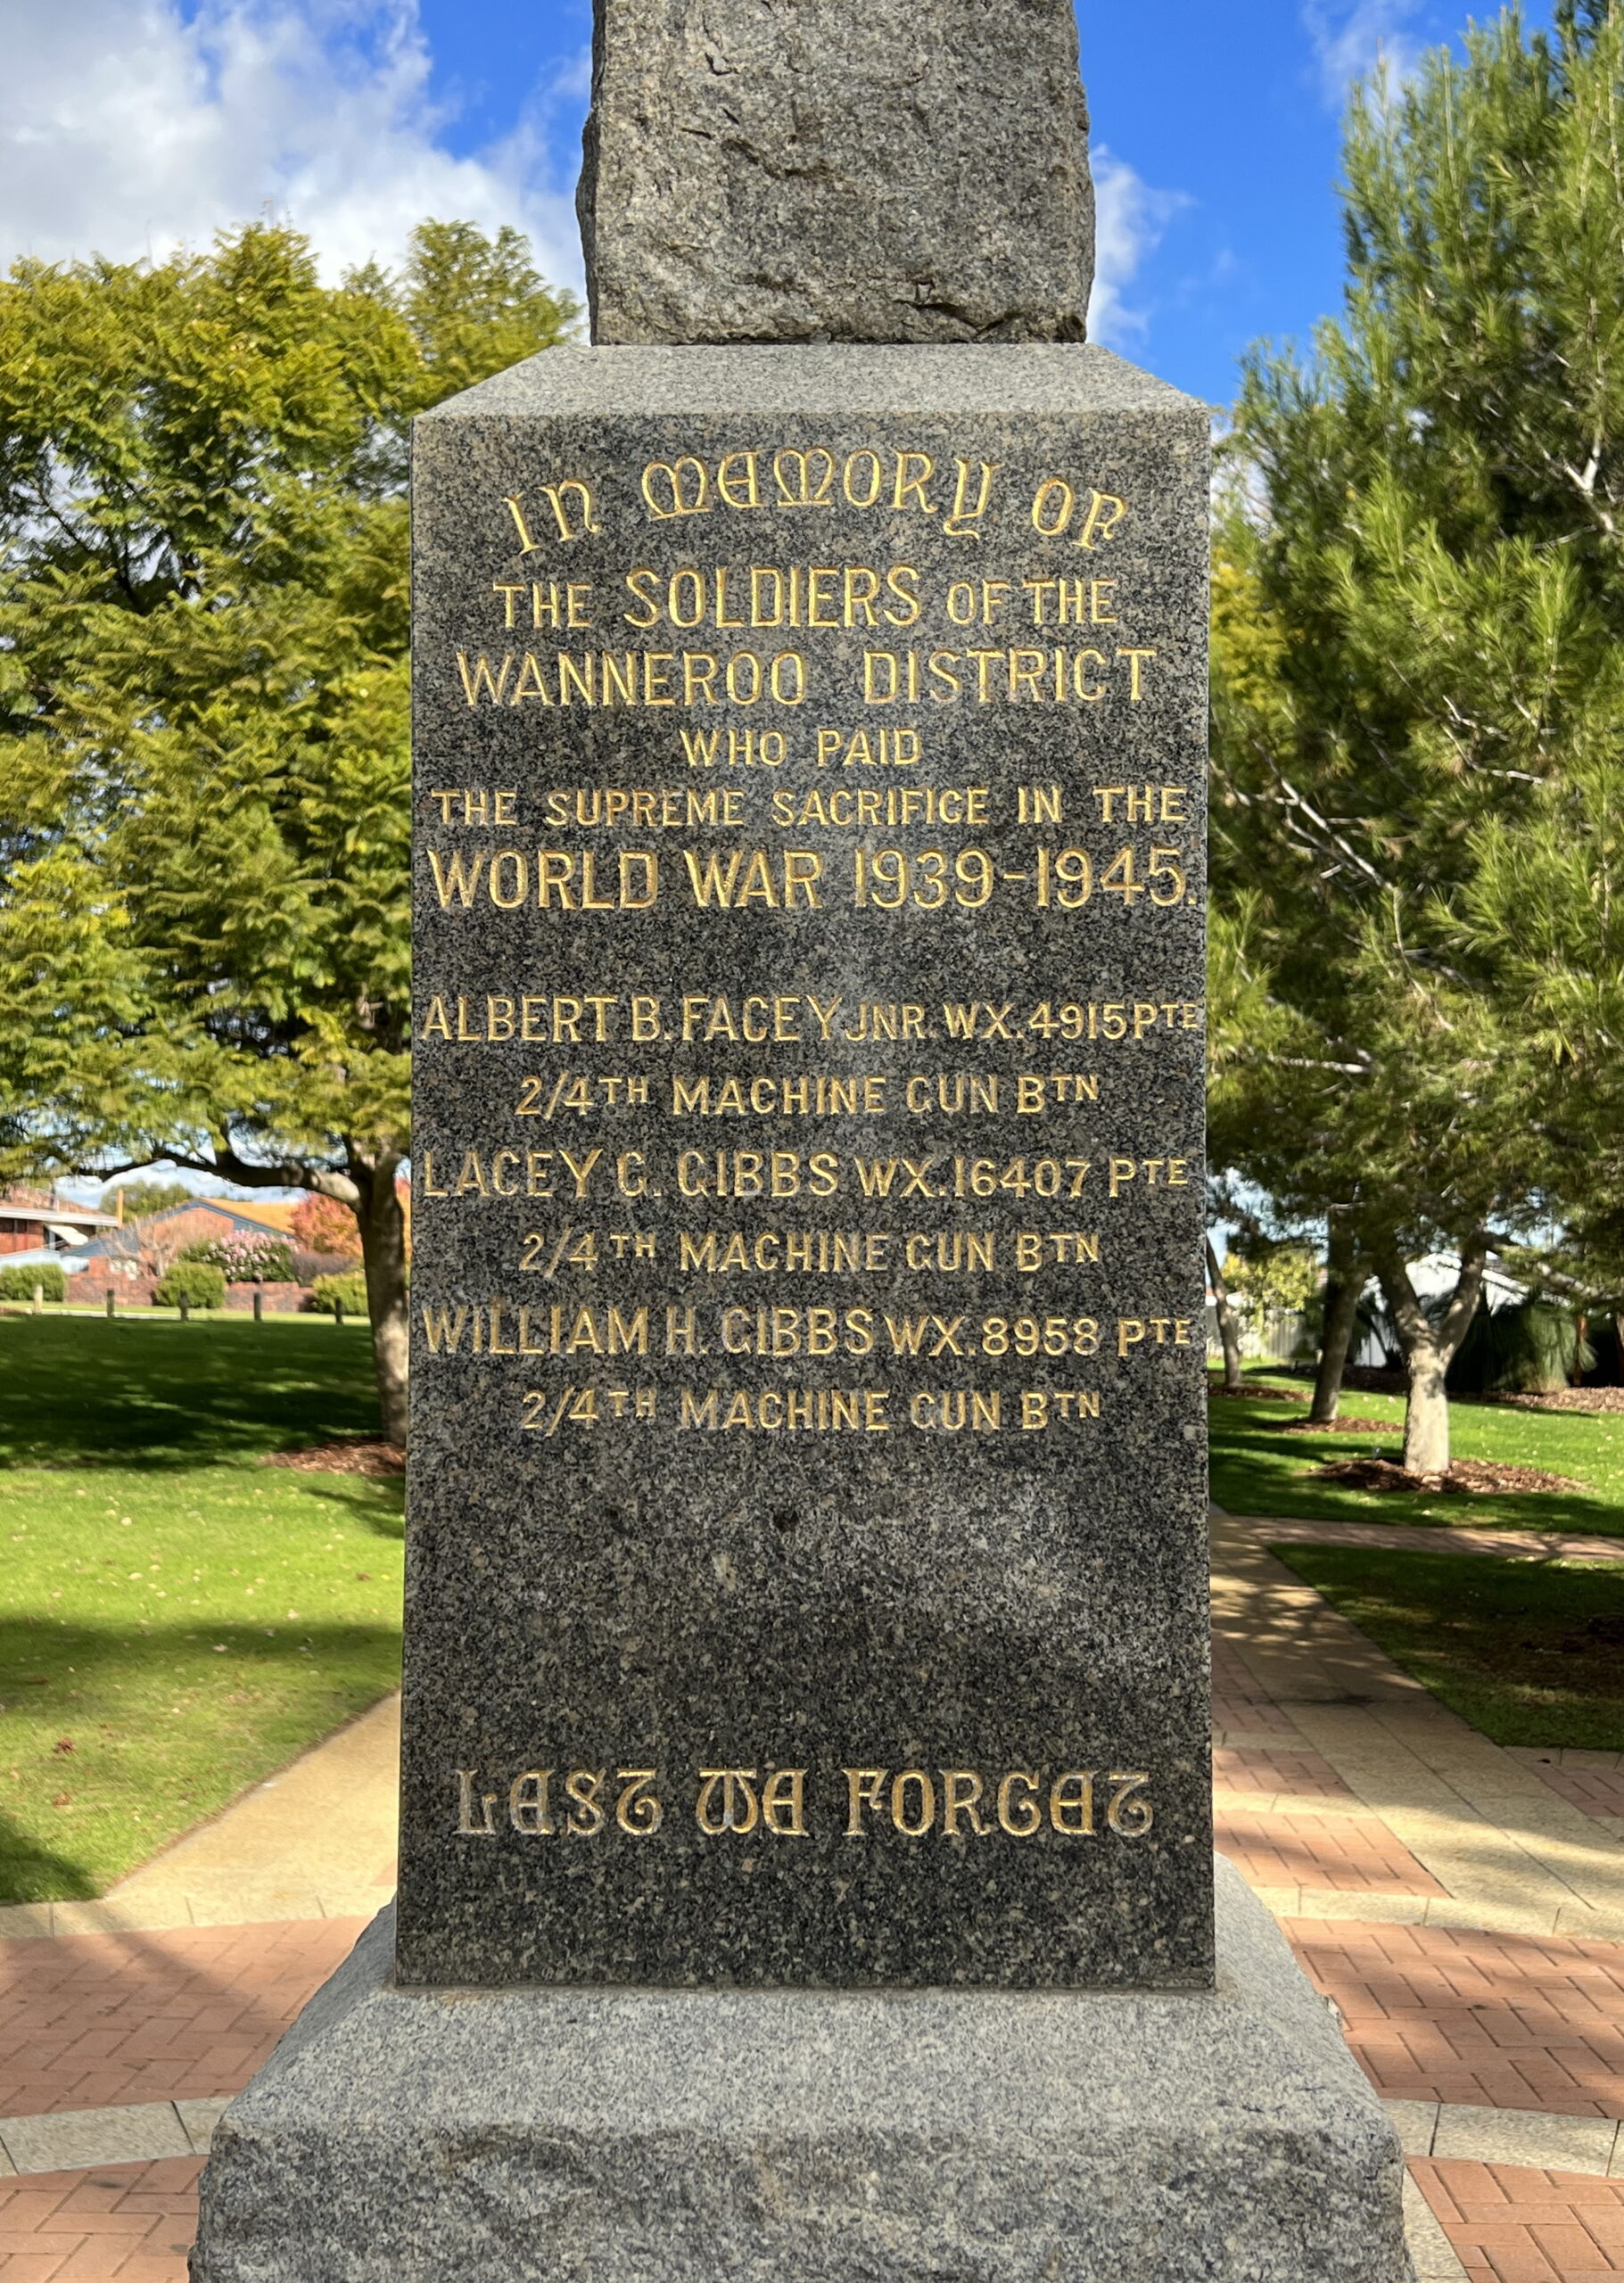 IN MEMORY OF
THE SOLDIERS OF THE
WANNEROO DISTRICT
WHO PAID
THE SUPREME SACRIFICE IN THE
WORLD WAR 1939-1945.
ALBERT B. FACEY JNR. WX.4915 PTE
2/4TH MACHINE GUN BTN
LACEY G. GIBBS WX.16407 PTE
2/4TH MACHINE GUN BTN
WILLIAM H. GIBBS WX.8958 PTE
2/4TH MACHINE GUN BTN
LEST WE FORGET